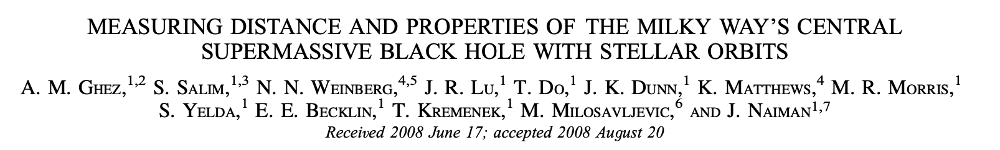 MEASURING DISTANCE AND PROPERTIES OF THE MILKY WAY'S CENTRAL
SUPERMASSIVE BLACK HOLE WITH STELLAR ORBITS
A. M. Ghez,1,2 S. Salim,1,3 N. N. Weinberg,4,5 J. R. Lu,1 T. Do,1 J. K. Dunn,1 K. Matthews,4 M. R. Morris,1
S. Yelda,1 E. E. Becklin,1 T. Kremenek,1 M. Milosavljevic,6 and J. Naiman1,7
Received 2008 June 17; accepted 2008 August 20